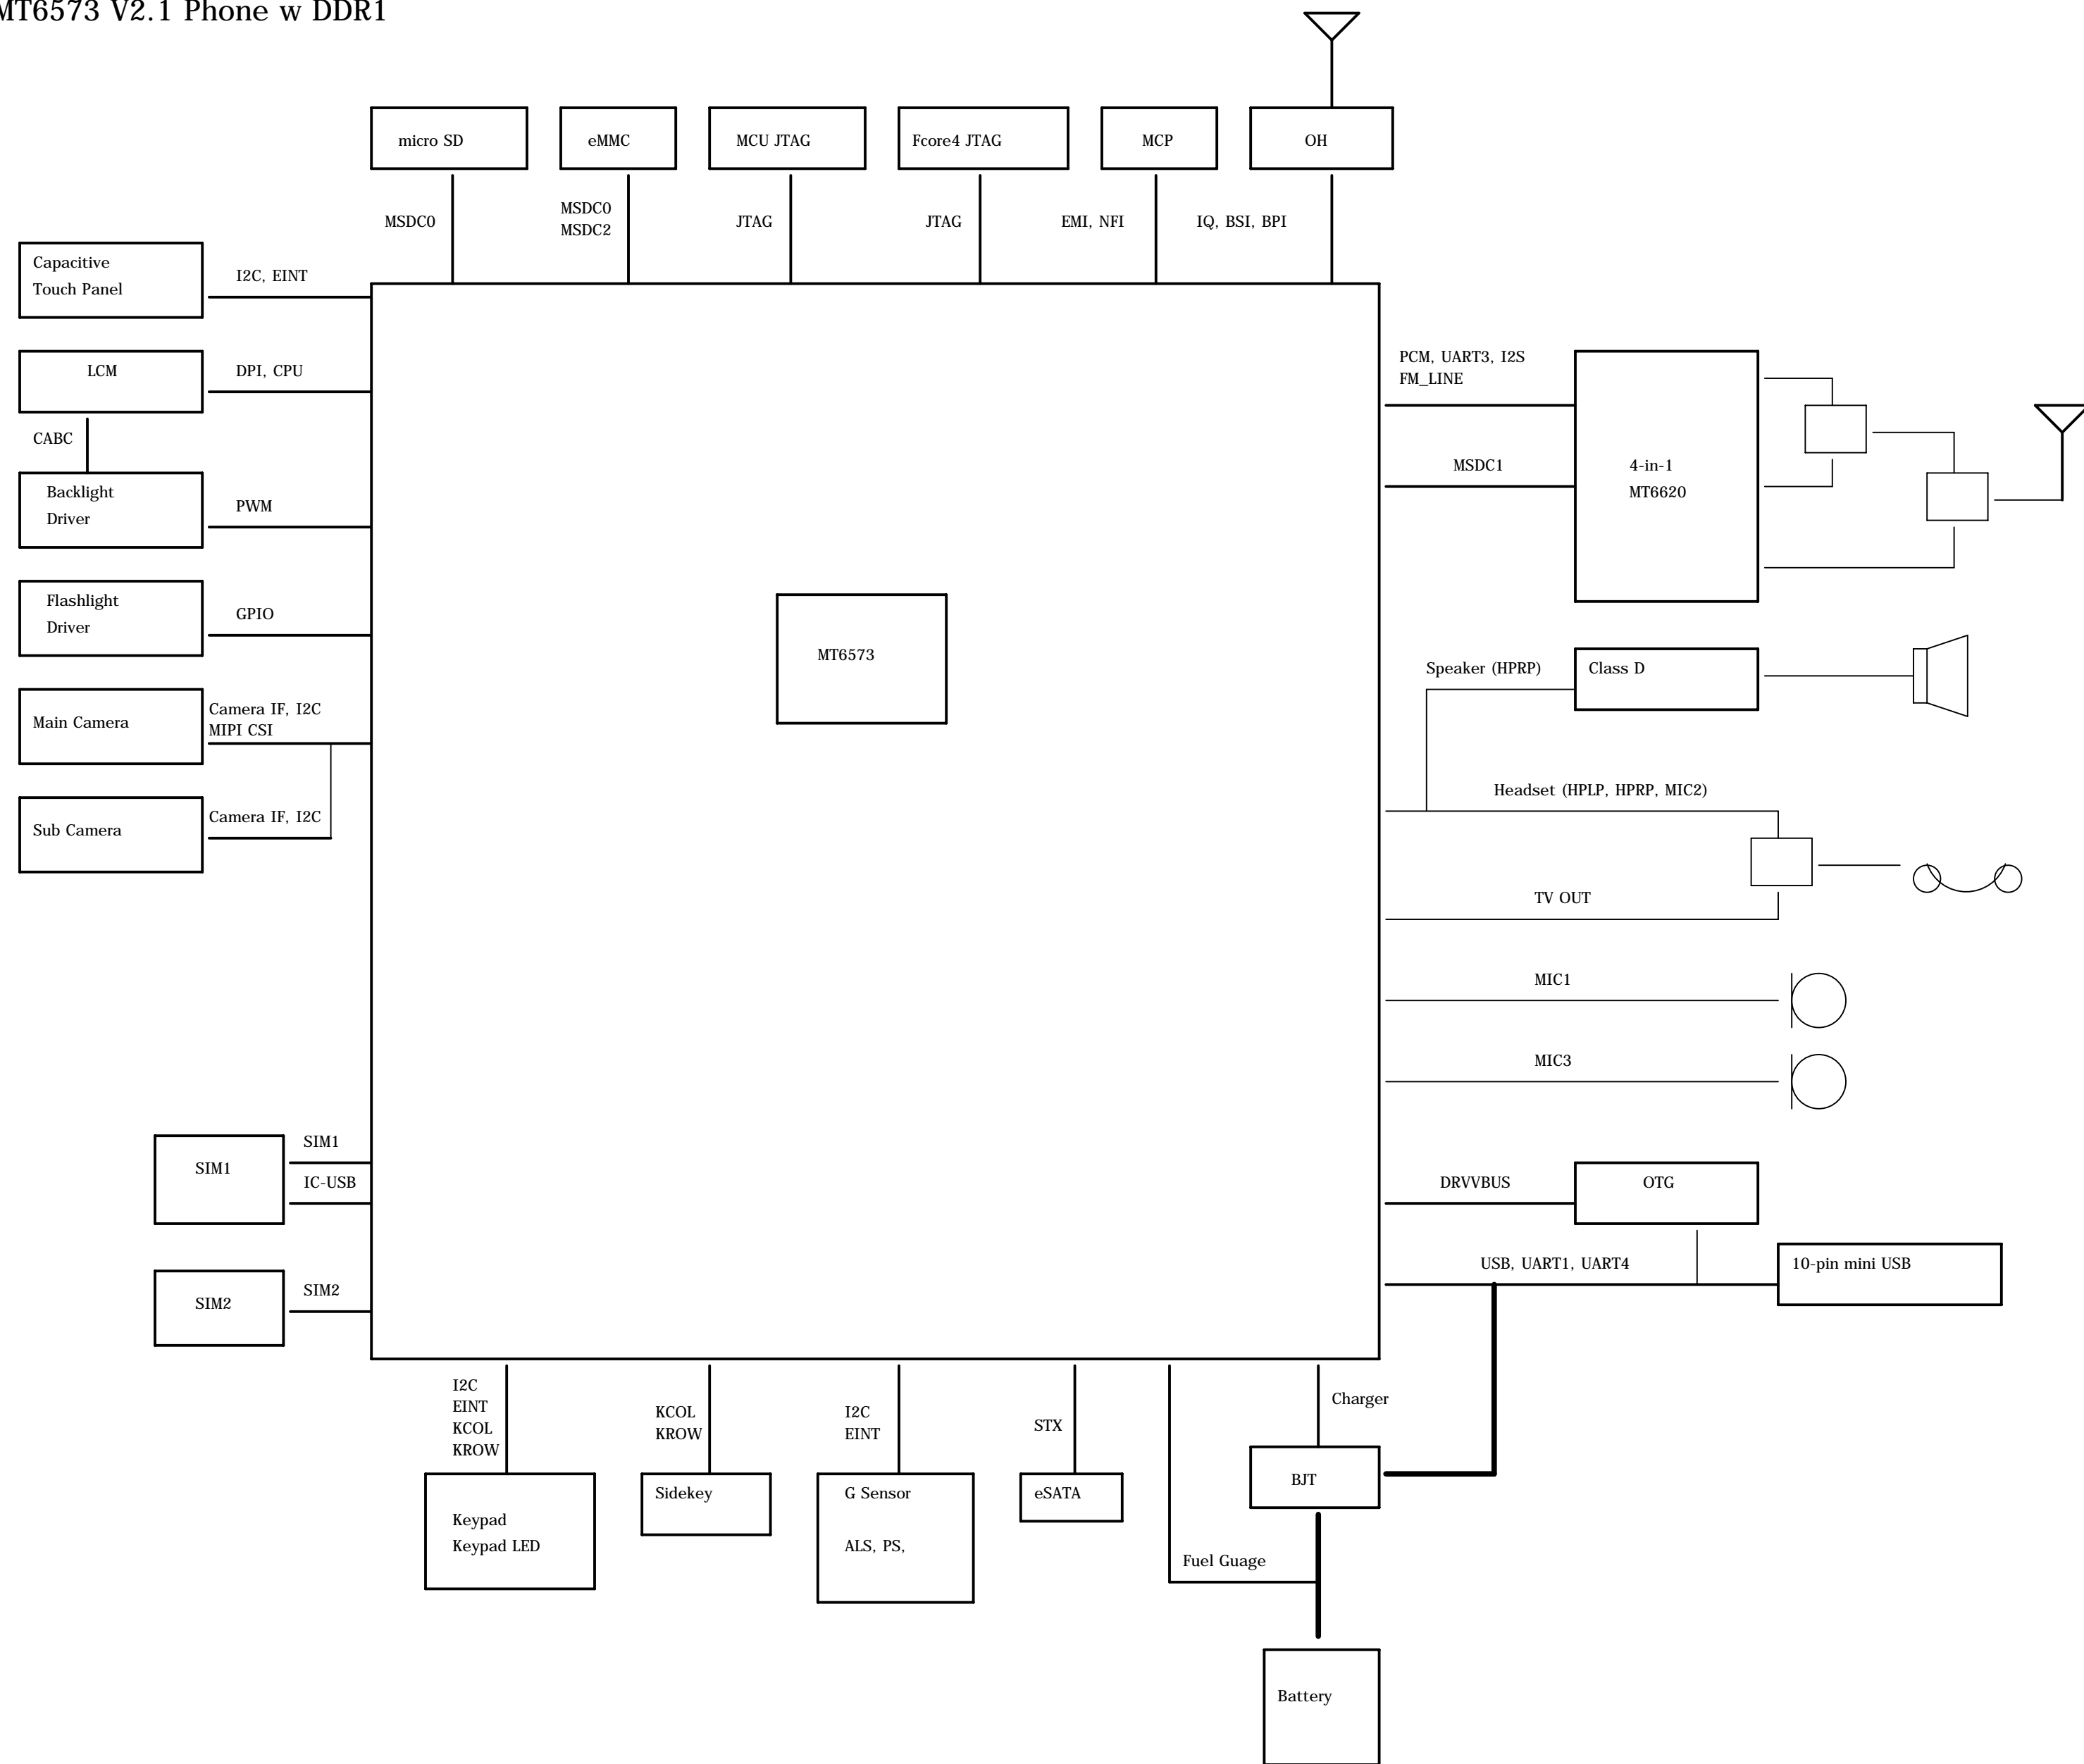 MT6573 V2.1 Phone w DDR1
micro SD
eMMC
MCU JTAG
Fcore4 JTAG
MCP
OH
MSDC0
MSDC0
MSDC2
JTAG
JTAG
EMI, NFI
IQ, BSI, BPI
Capacitive
Touch Panel
I2C, EINT
LCM
DPI, CPU
CABC
Backlight
Driver
PWM
Flashlight
Driver
GPIO
Main Camera
Camera IF, I2C
MIPI CSI
Sub Camera
Camera IF, I2C
MT6573
PCM, UART3, I2S
FM_LINE
MSDC1
4-in-1
MT6620
Speaker (HPRP)
Class D
Headset (HPLP, HPRP, MIC2)
TV OUT
MIC1
MIC3
SIM1
SIM1
IC-USB
SIM2
SIM2
DRVVBUS
OTG
USB, UART1, UART4
10-pin mini USB
I2C
EINT
KCOL
KROW
KCOL
KROW
I2C
EINT
STX
Charger
Keypad
Keypad LED
Sidekey
G Sensor
ALS, PS,
eSATA
BJT
Fuel Guage
Battery